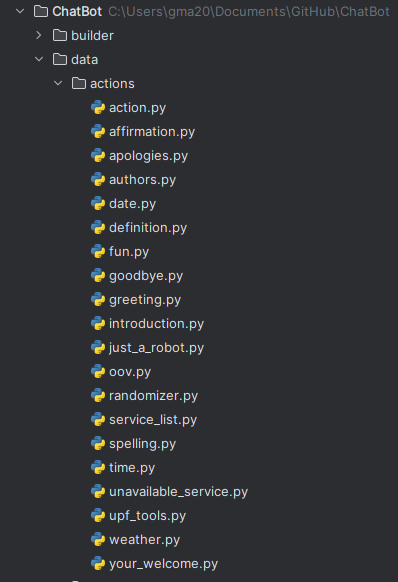 ChatBot C:\Users\gma20\Documents\GitHub\ChatBot
builder
data
actions
action.py
affirmation.py
apologies.py
authors.py
date.py
definition.py
fun.py
goodbye.py
greeting.py
introduction.py
just_a_robot.py
oov.py
randomizer.py
service_list.py
spelling.py
time.py
unavailable_service.py
upf_tools.py
weather.py
your_welcome.py